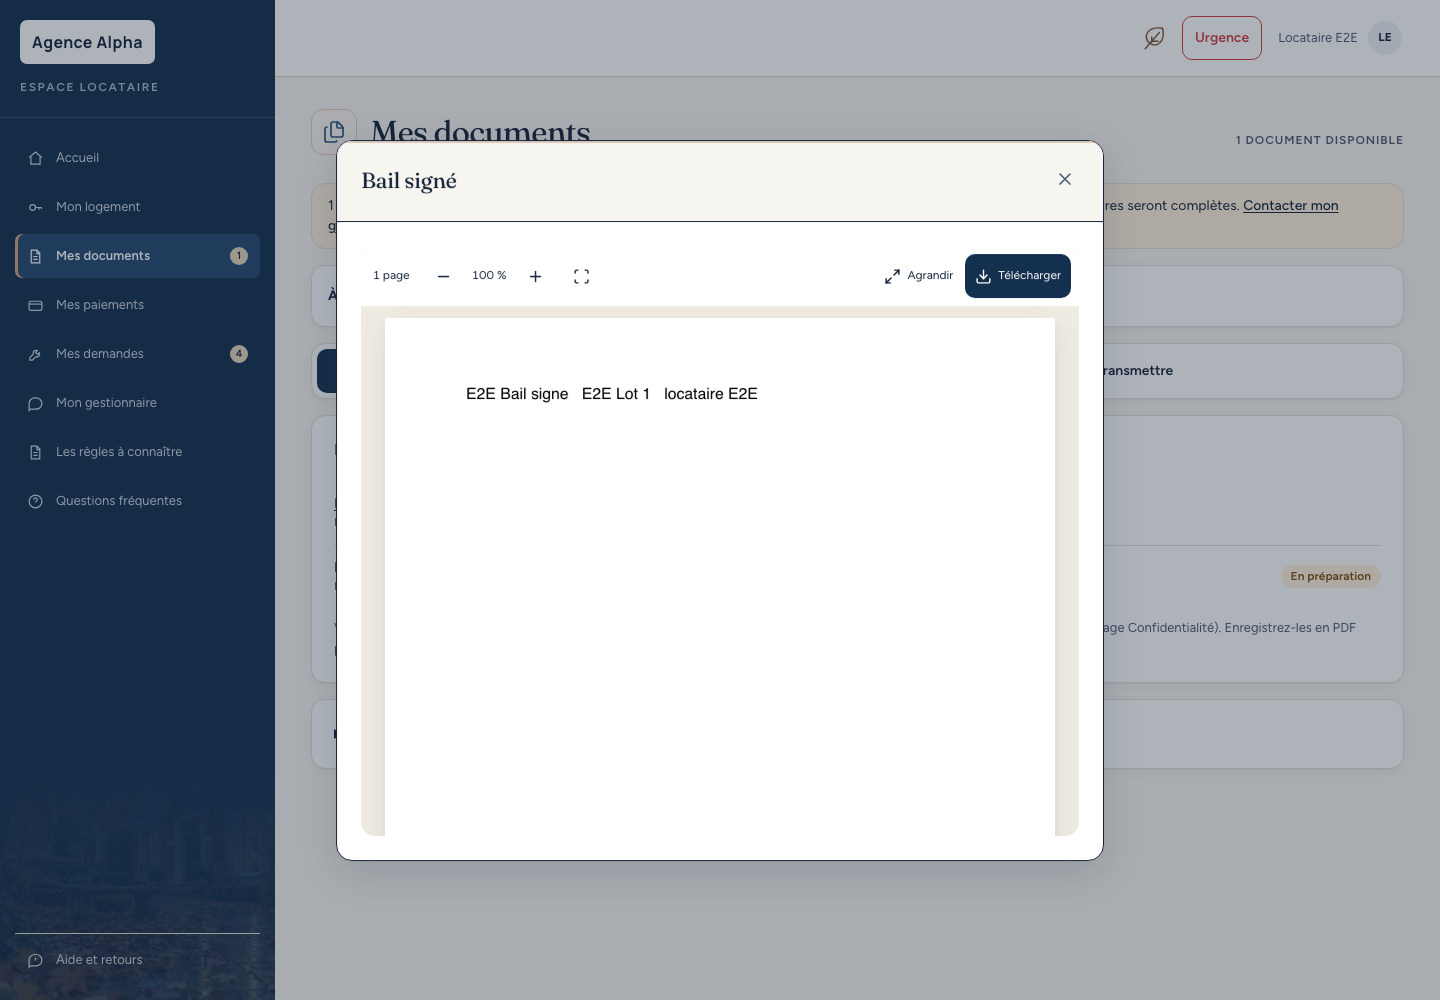 Agence Alpha
ESPACE LOCATAIRE
Accueil
Mon logement
Mes documents 1
Mes paiements
Mes demandes 4
Mon gestionnaire
Les règles à connaître
Questions fréquentes
Aide et retours
Urgence
Locataire E2E
LE
Mes documents
1 DOCUMENT DISPONIBLE
1
res seront complètes. Contacter mon
g
À
ransmettre
En préparation
age Confidentialité). Enregistrez-les en PDF
Bail signé
1 page
100 %
Agrandir
Télécharger
E2E Bail signe E2E Lot 1 locataire E2E